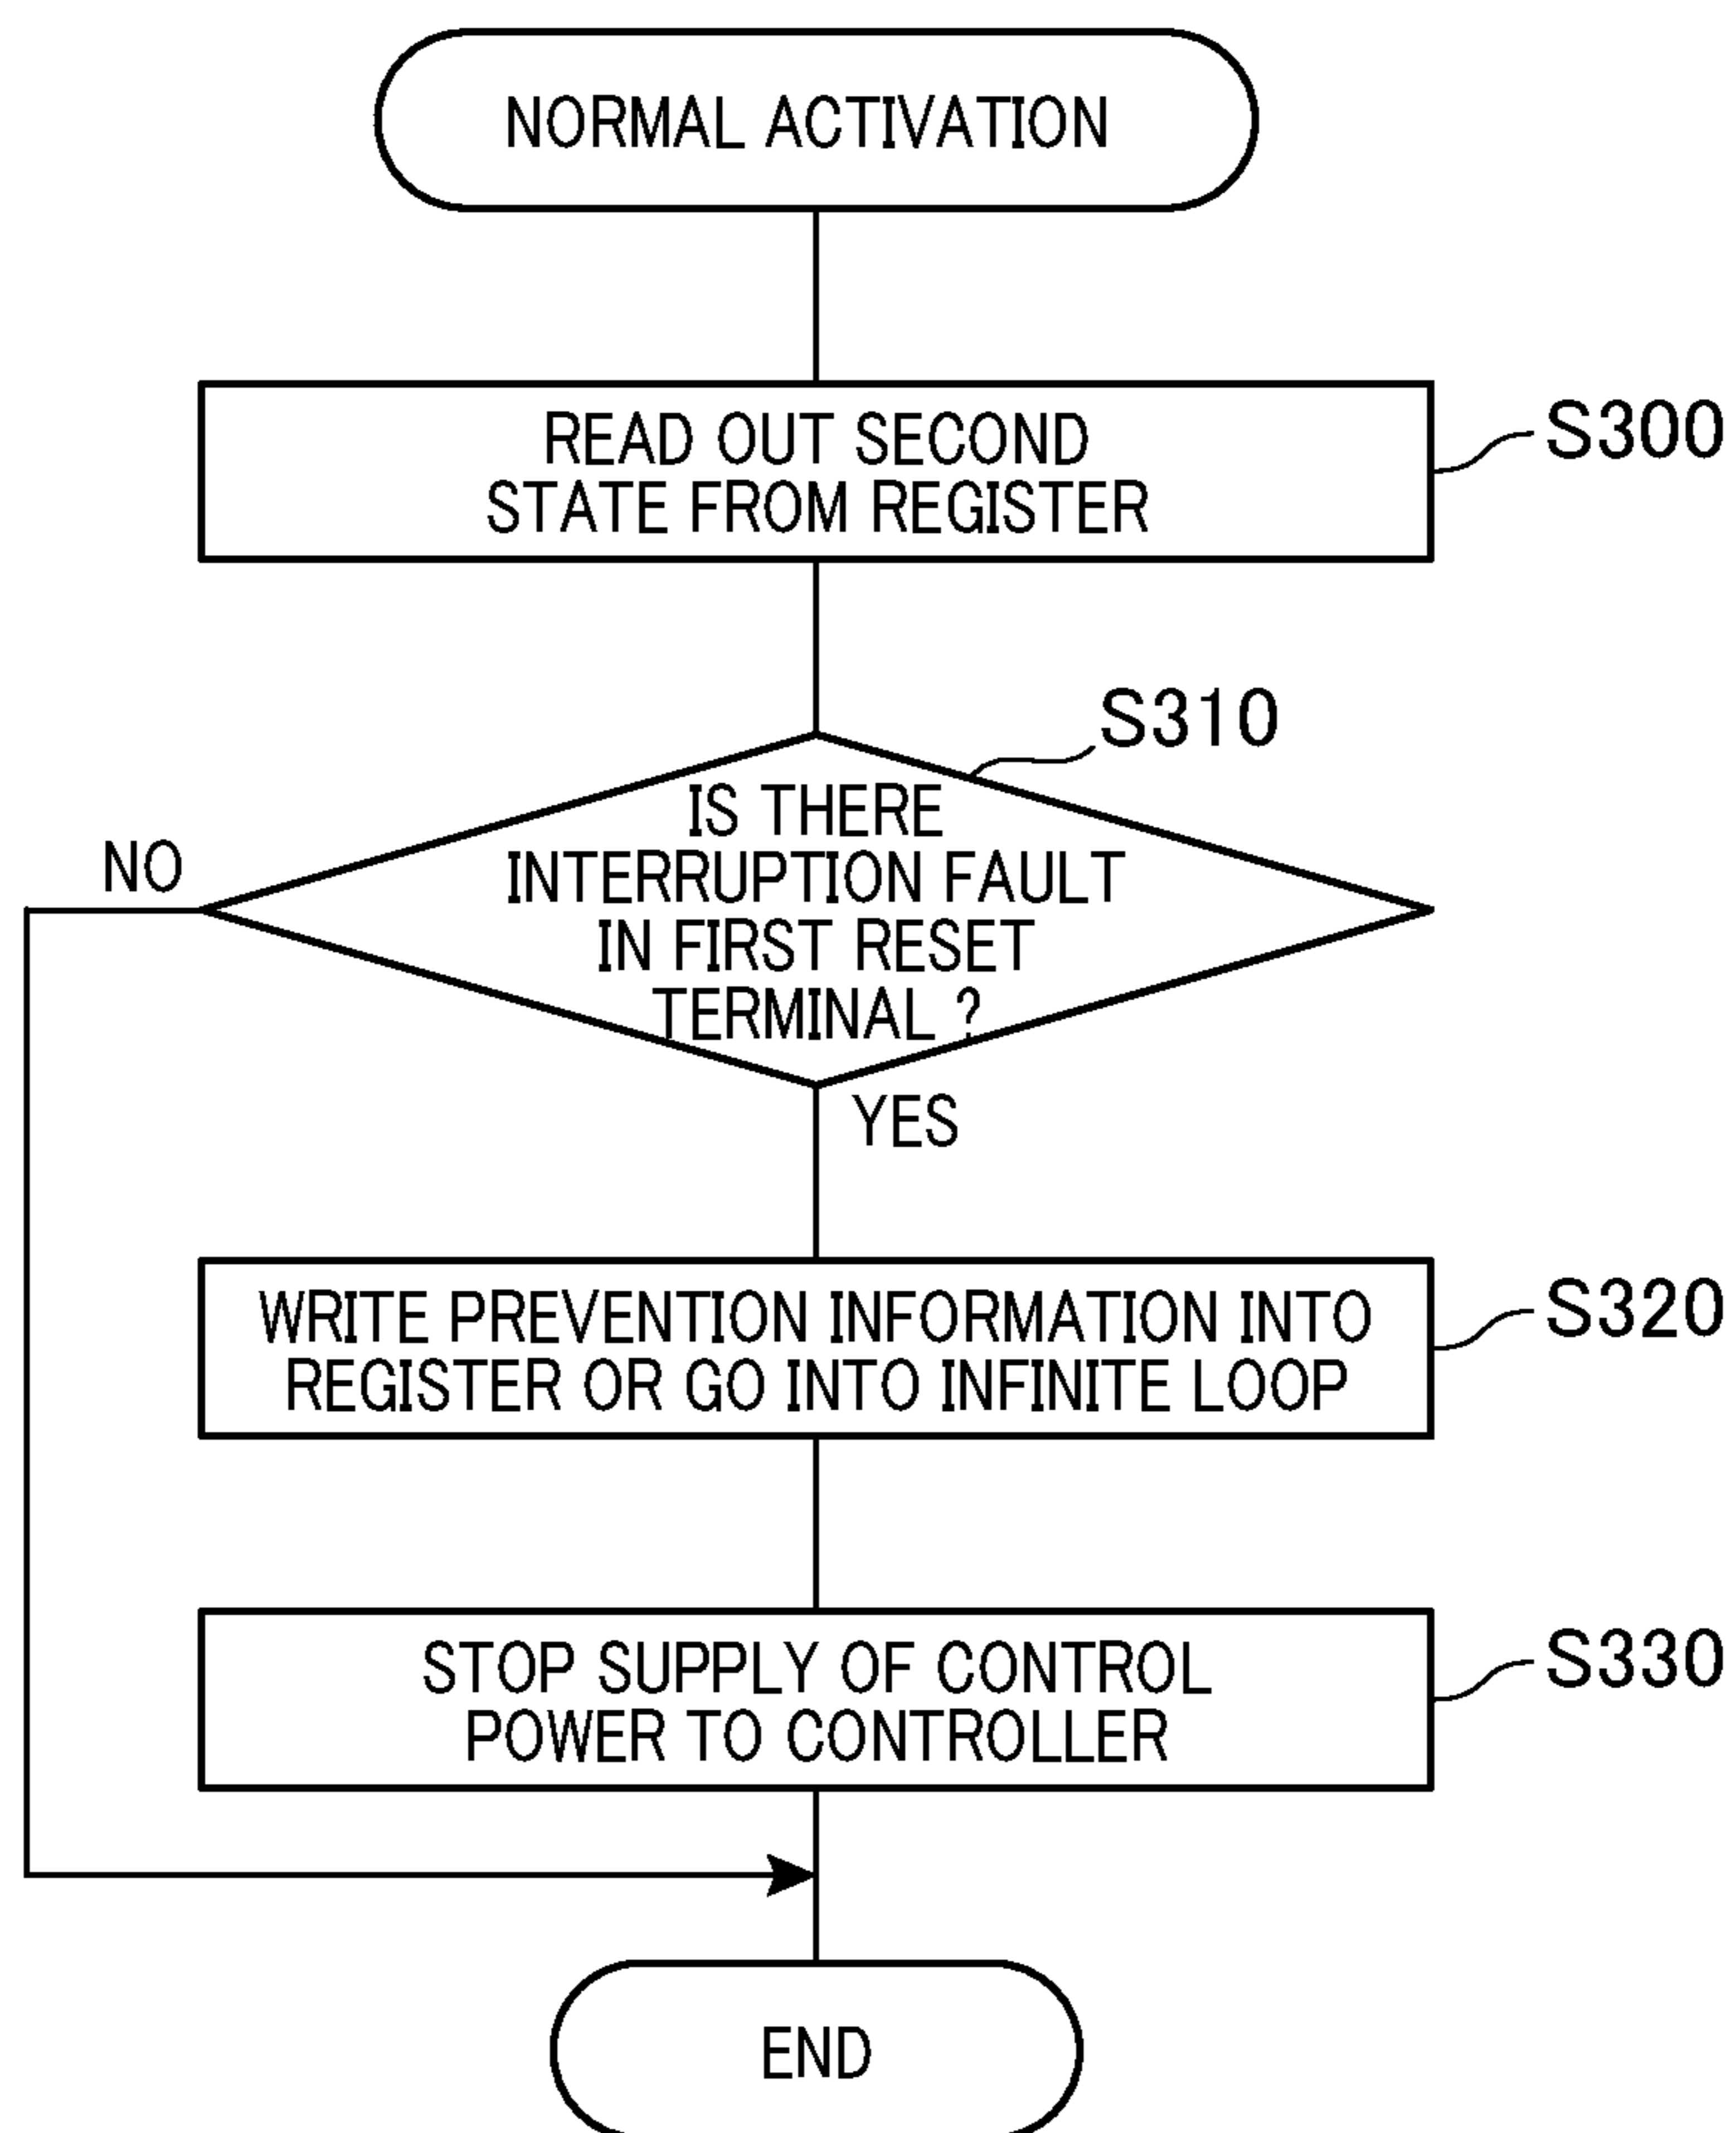 NORMAL ACTIVATION
READ OUT SECOND
STATE FROM REGISTER
S300
S310
IS THERE
INTERRUPTION FAULT
IN FIRST RESET
TERMINAL ?
NO
YES
WRITE PREVENTION INFORMATION INTO
REGISTER OR GO INTO INFINITE LOOP
S320
STOP SUPPLY OF CONTROL
POWER TO CONTROLLER
S330
END